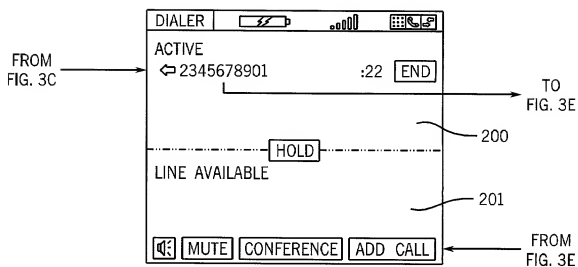 DIALER
ACTIVE
FROM
FIG. 3C
2345678901 :22 END
TO
FIG. 3E
200
HOLD
LINE AVAILABLE
201
MUTE CONFERENCE ADD CALL
FROM
FIG. 3E